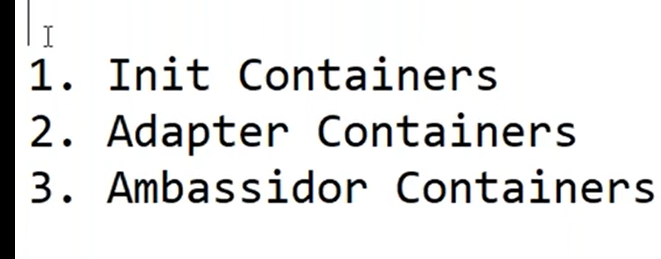 1. Init Containers
2. Adapter Containers
3. Ambassidor Containers